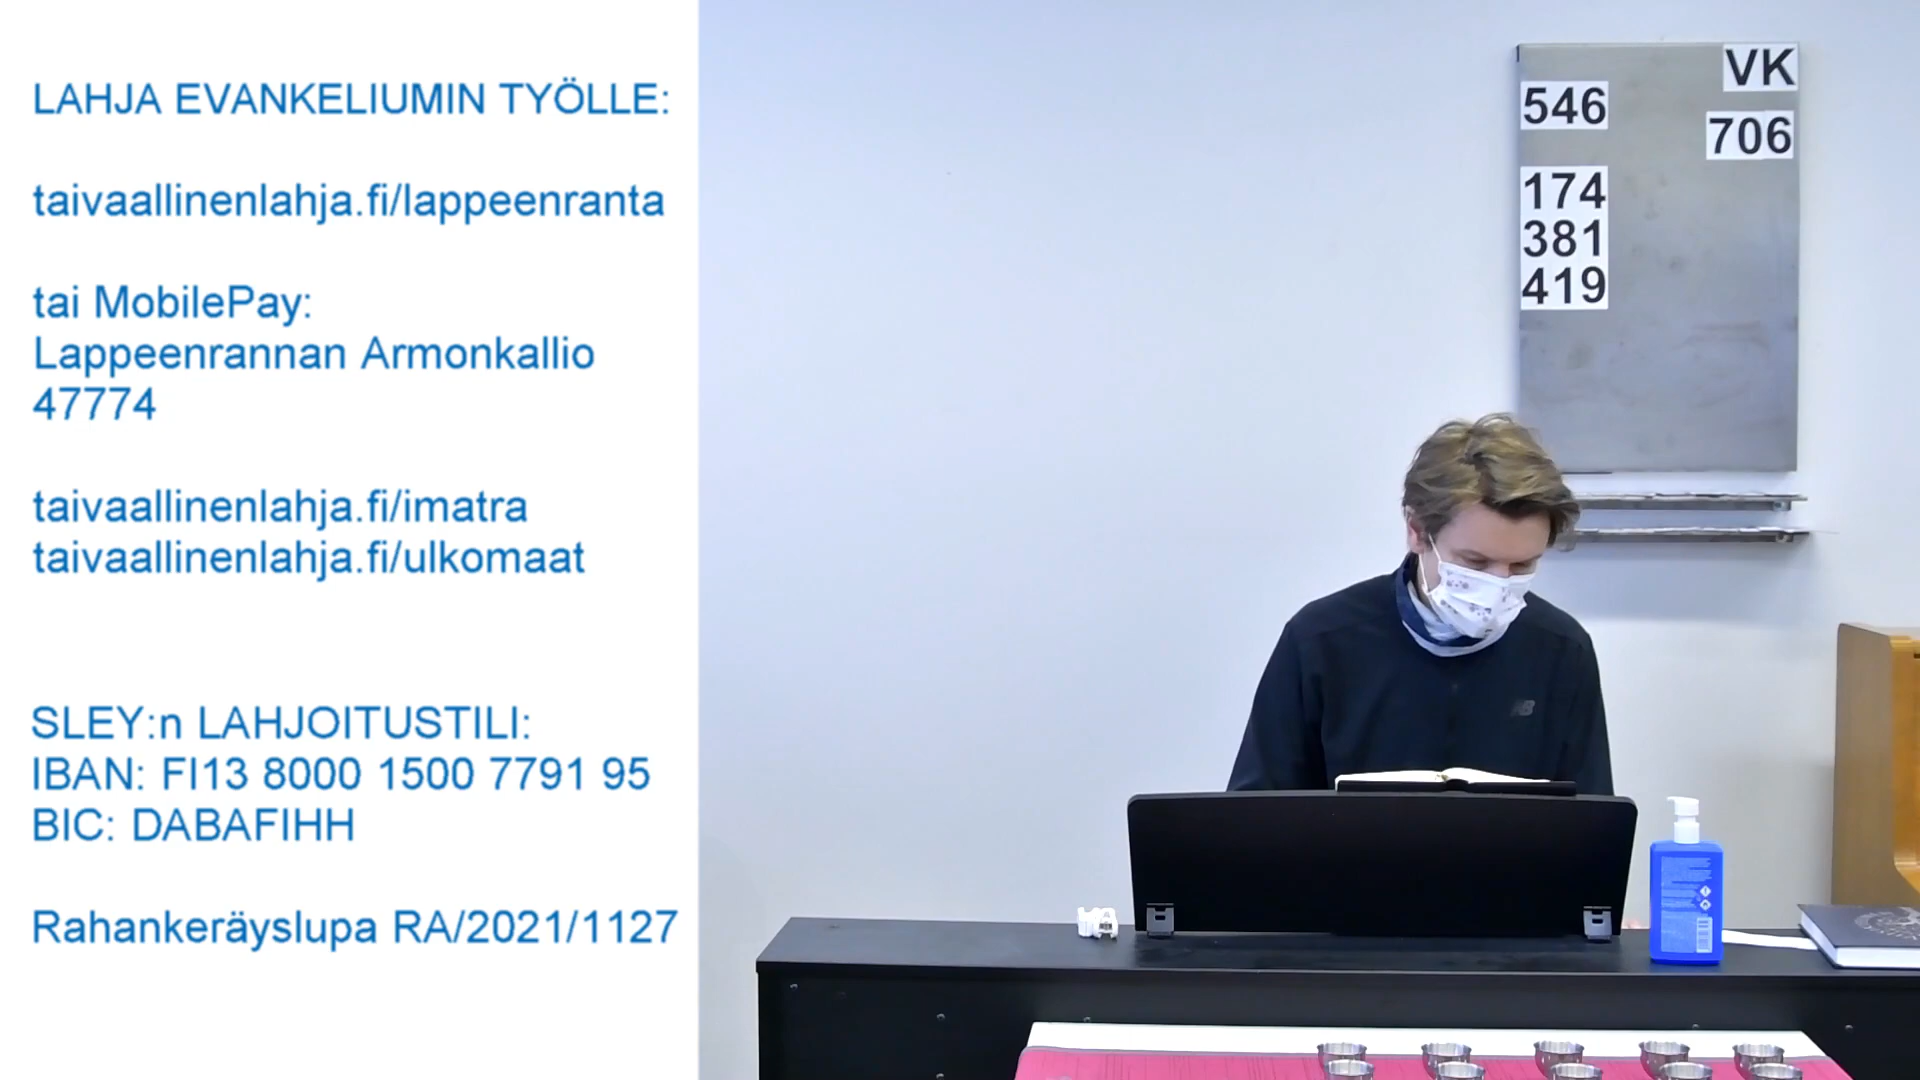 LAHJA EVANKELIUMIN TYÖLLE:
taivaallinenlahja.fi/lappeenranta
tai MobilePay:
Lappeenrannan Armonkallio
47774
taivaallinenlahja.fi/imatra
taivaallinenlahja.fi/ulkomaat
SLEY:n LAHJOITUSTILI:
IBAN: FI13 8000 1500 7791 95
BIC: DABAFIHH
Rahankeräyslupa RA/2021/1127
VK
546
706
174
381
419